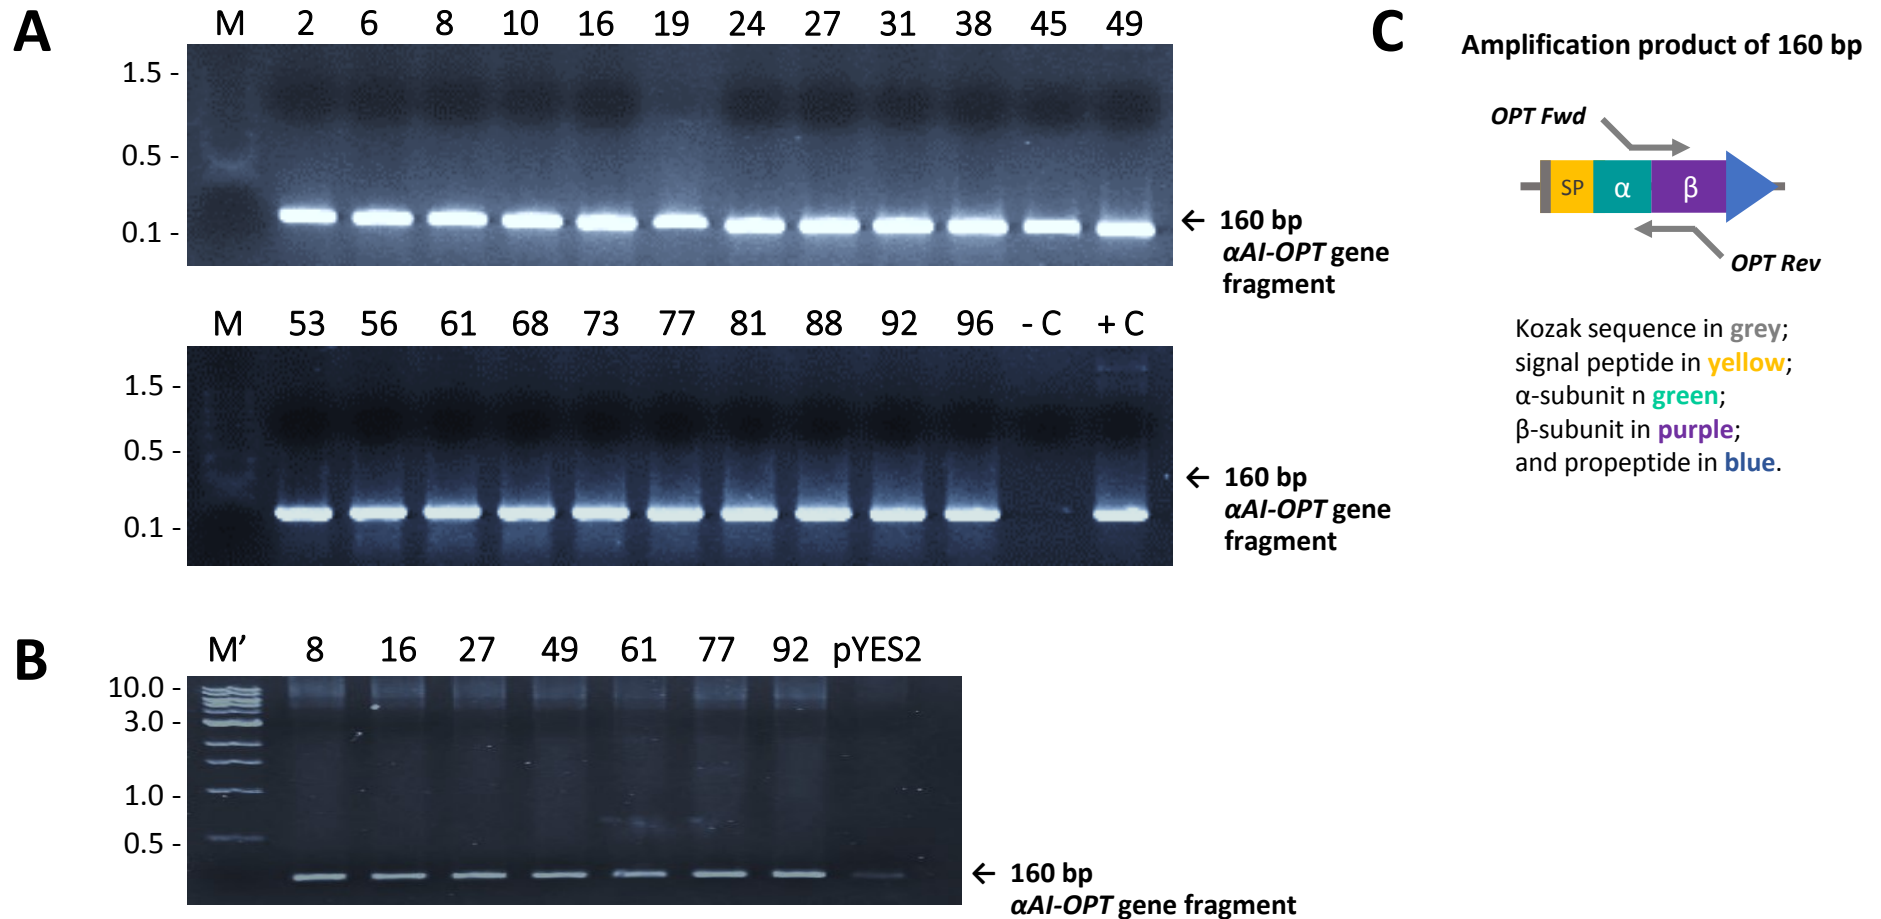 A
M 2 6 8 10 16 19 24 27 31 38 45 49
1.5 -
0.5 -
0.1 -
← 160 bp
αAI-OPT gene
fragment
M 53 56 61 68 73 77 81 88 92 96 - C + C
1.5 -
0.5 -
0.1 -
← 160 bp
αAI-OPT gene
fragment
B
M’ 8 16 27 49 61 77 92 pYES2
10.0 -
3.0 -
1.0 -
0.5 -
← 160 bp
αAI-OPT gene fragment
C
Amplification product of 160 bp
OPT Fwd
SP α β
OPT Rev
Kozak sequence in grey;
signal peptide in yellow;
α-subunit n green;
β-subunit in purple;
and propeptide in blue.